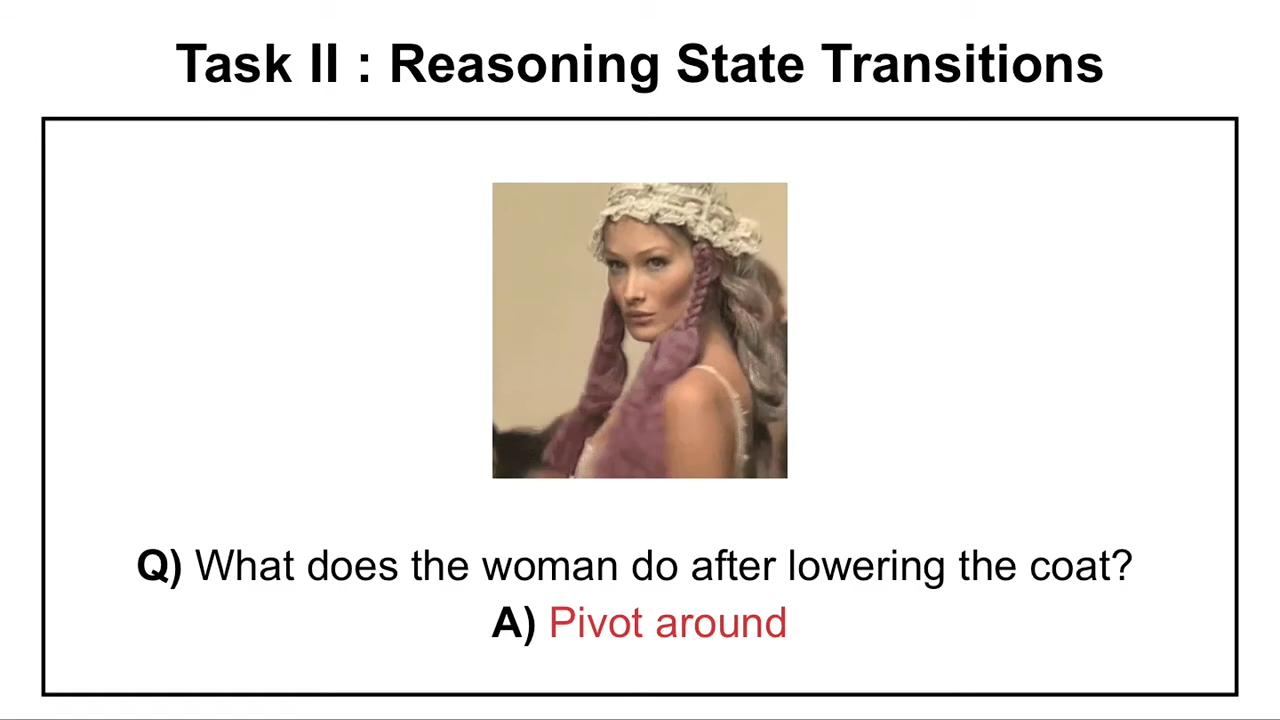 Task II : Reasoning State Transitions
Q) What does the woman do after lowering the coat?
A) Pivot around